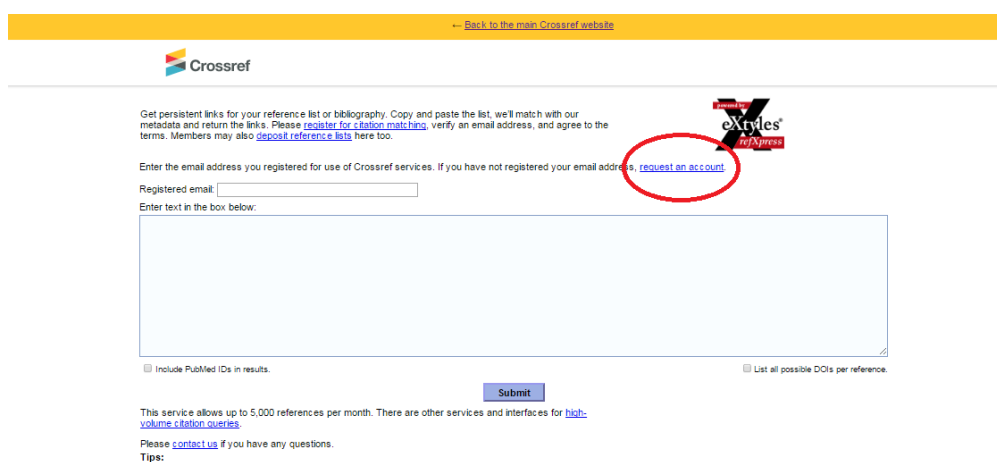 ← Back to the main Crossref website
Crossref
Get persistent links for your reference list or bibliography. Copy and paste the list, we'll match with our
metadata and return the links. Please register for citation matching, verify an email address, and agree to the
terms. Members may also deposit reference lists here too.
powered by
eXtyles®
refXpress
Enter the email address you registered for use of Crossref services. If you have not registered your email address, request an account.
Registered email:
Enter text in the box below:
Include PubMed IDs in results.
List all possible DOIs per reference.
Submit
This service allows up to 5,000 references per month. There are other services and interfaces for high-
volume citation queries.
Please contact us if you have any questions.
Tips: